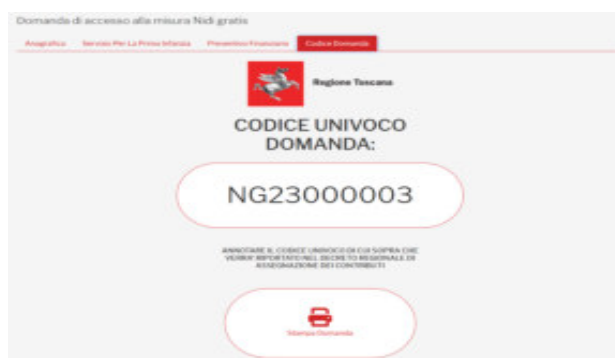 Domanda di accesso alla misura Nidi gratis
Anagrafica Servizio Per La Prima Infanzia Preventivo Finanziario Codice Domanda
Regione Toscana
CODICE UNIVOCO
DOMANDA:
NG23000003
ANNOTARE IL CODICE UNIVOCO DI CUI SOPRA CHE
VERRA' RIPORTATO NEL DECRETO REGIONALE DI
ASSEGNAZIONE DEI CONTRIBUTI
Stampa Domanda